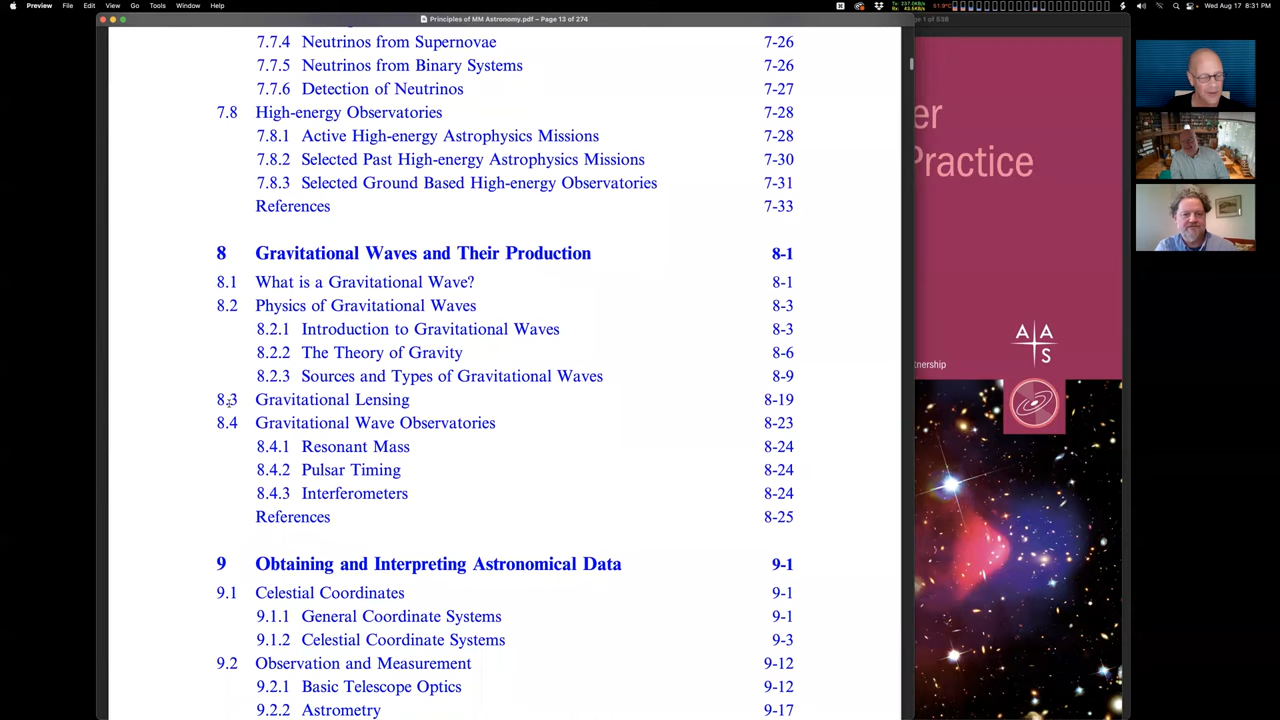 Preview File Edit View Go Tools Window Help
Wed Aug 17 8:31 PM
Principles of MM Astronomy.pdf – Page 13 of 274
7.7.4 Neutrinos from Supernovae 7-26
7.7.5 Neutrinos from Binary Systems 7-26
7.7.6 Detection of Neutrinos 7-27
7.8 High-energy Observatories 7-28
7.8.1 Active High-energy Astrophysics Missions 7-28
7.8.2 Selected Past High-energy Astrophysics Missions 7-30
7.8.3 Selected Ground Based High-energy Observatories 7-31
References 7-33
8 Gravitational Waves and Their Production 8-1
8.1 What is a Gravitational Wave? 8-1
8.2 Physics of Gravitational Waves 8-3
8.2.1 Introduction to Gravitational Waves 8-3
8.2.2 The Theory of Gravity 8-6
8.2.3 Sources and Types of Gravitational Waves 8-9
8.3 Gravitational Lensing 8-19
8.4 Gravitational Wave Observatories 8-23
8.4.1 Resonant Mass 8-24
8.4.2 Pulsar Timing 8-24
8.4.3 Interferometers 8-24
References 8-25
9 Obtaining and Interpreting Astronomical Data 9-1
9.1 Celestial Coordinates 9-1
9.1.1 General Coordinate Systems 9-1
9.1.2 Celestial Coordinate Systems 9-3
9.2 Observation and Measurement 9-12
9.2.1 Basic Telescope Optics 9-12
9.2.2 Astrometry 9-17
er
Practice
AAS